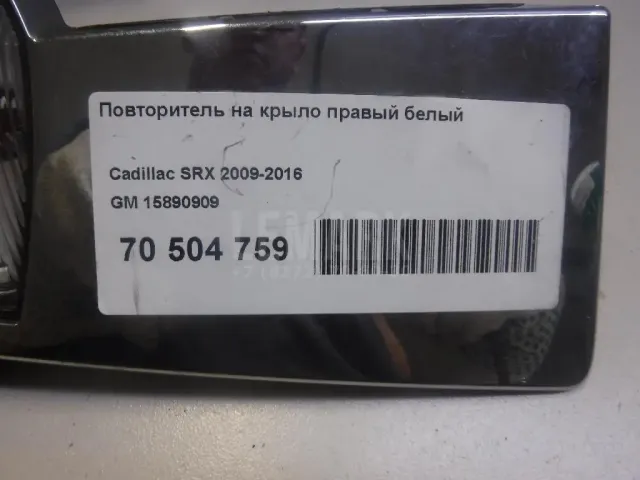 Повторитель на крыло правый белый
Cadillac SRX 2009-2016
GM 15890909
70 504 759